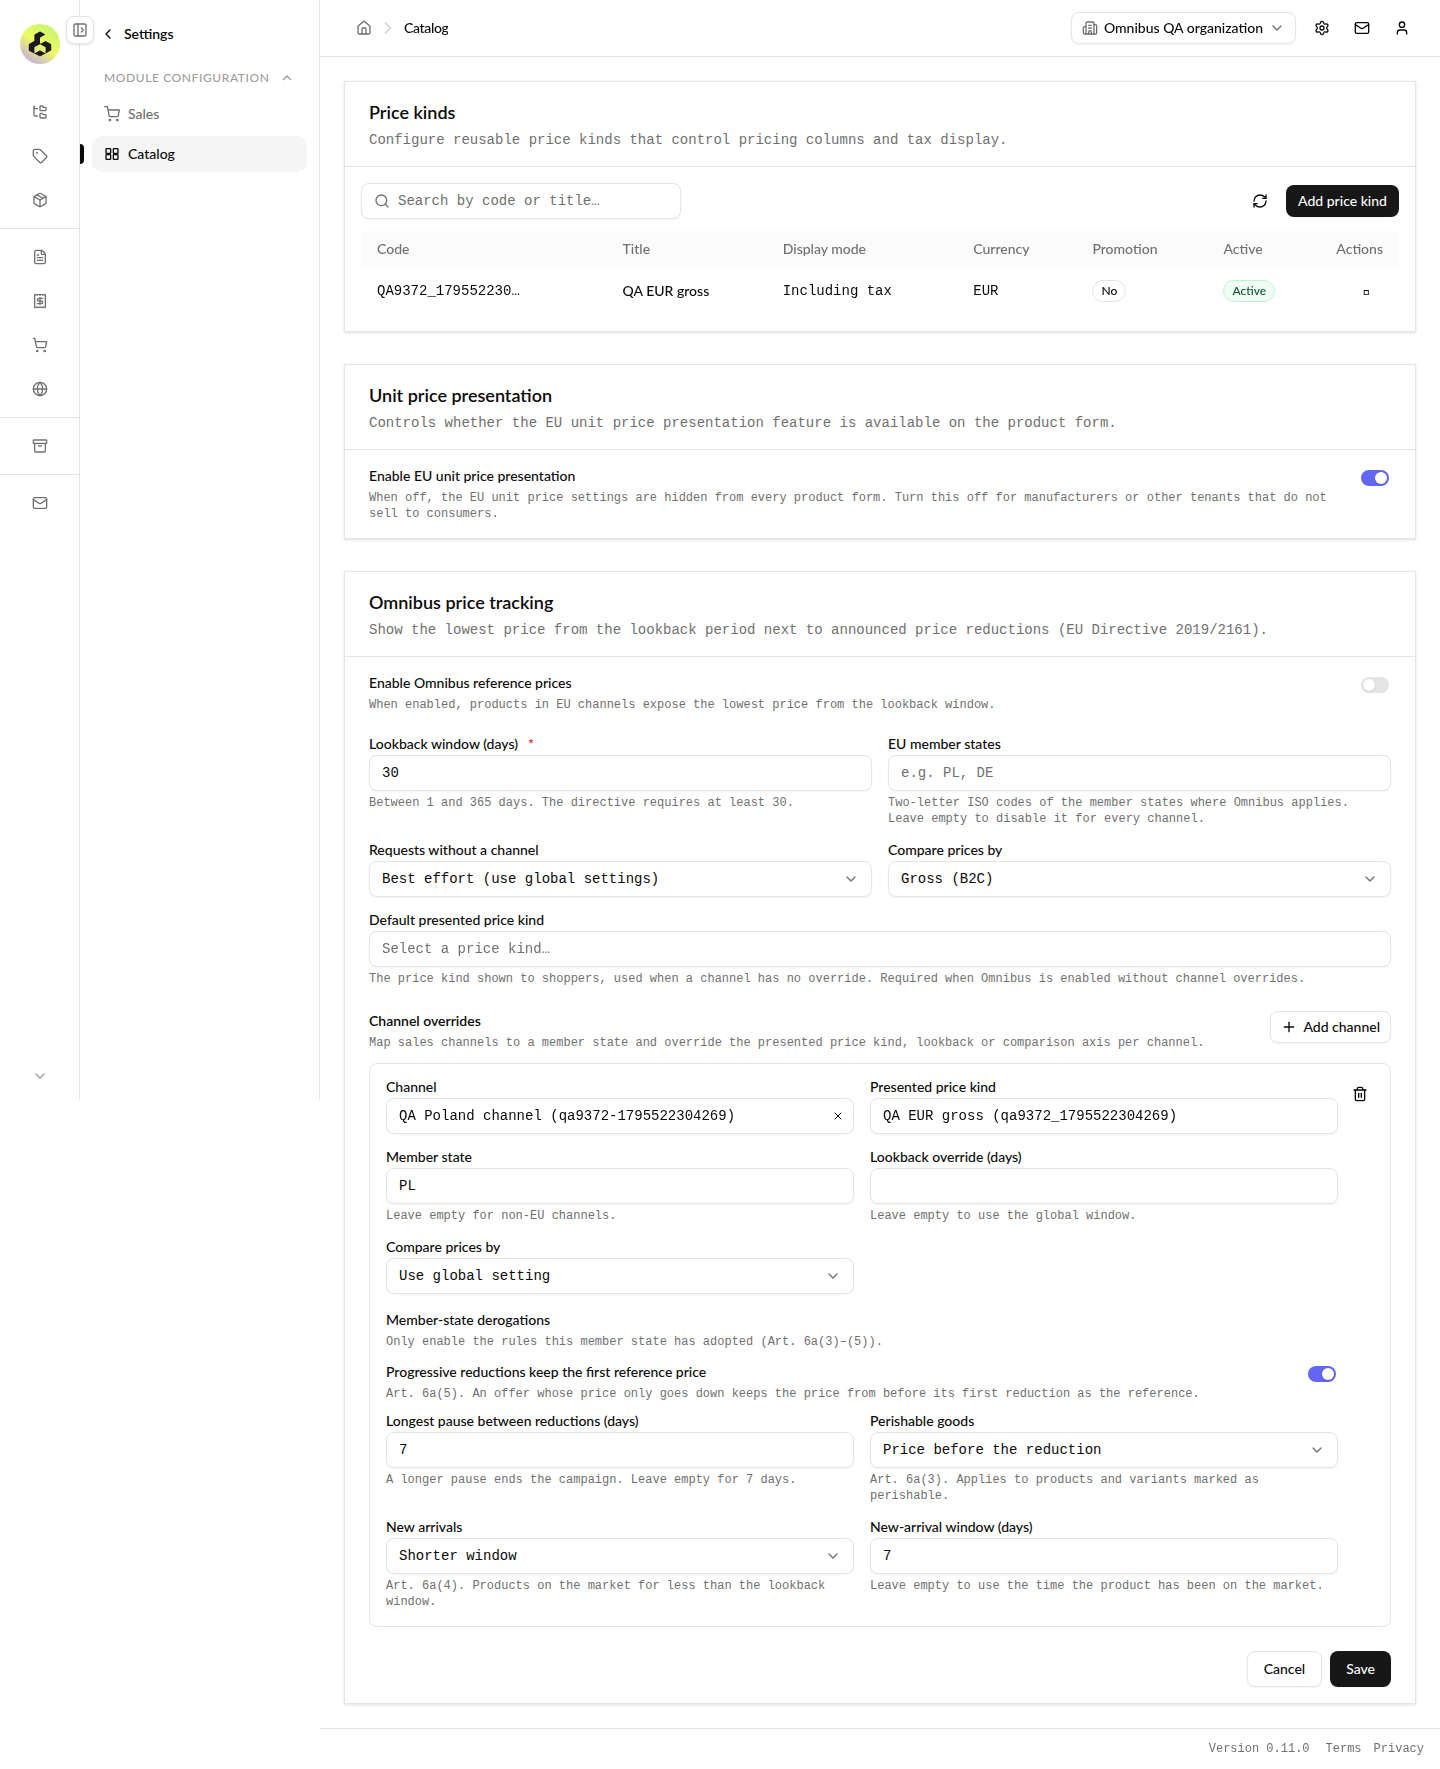 Settings
MODULE CONFIGURATION
Sales
Catalog
Catalog
Omnibus QA organization
Price kinds
Configure reusable price kinds that control pricing columns and tax display.
Search by code or title…
Add price kind
Code Title Display mode Currency Promotion Active Actions
QA9372_179552230… QA EUR gross Including tax EUR No Active
Unit price presentation
Controls whether the EU unit price presentation feature is available on the product form.
Enable EU unit price presentation
When off, the EU unit price settings are hidden from every product form. Turn this off for manufacturers or other tenants that do not
sell to consumers.
Omnibus price tracking
Show the lowest price from the lookback period next to announced price reductions (EU Directive 2019/2161).
Enable Omnibus reference prices
When enabled, products in EU channels expose the lowest price from the lookback window.
Lookback window (days) *
30
Between 1 and 365 days. The directive requires at least 30.
EU member states
e.g. PL, DE
Two-letter ISO codes of the member states where Omnibus applies.
Leave empty to disable it for every channel.
Requests without a channel
Best effort (use global settings)
Compare prices by
Gross (B2C)
Default presented price kind
Select a price kind…
The price kind shown to shoppers, used when a channel has no override. Required when Omnibus is enabled without channel overrides.
Channel overrides
Map sales channels to a member state and override the presented price kind, lookback or comparison axis per channel.
Add channel
Channel
QA Poland channel (qa9372-1795522304269)
Presented price kind
QA EUR gross (qa9372_1795522304269)
Member state
PL
Leave empty for non-EU channels.
Lookback override (days)
Leave empty to use the global window.
Compare prices by
Use global setting
Member-state derogations
Only enable the rules this member state has adopted (Art. 6a(3)–(5)).
Progressive reductions keep the first reference price
Art. 6a(5). An offer whose price only goes down keeps the price from before its first reduction as the reference.
Longest pause between reductions (days)
7
A longer pause ends the campaign. Leave empty for 7 days.
Perishable goods
Price before the reduction
Art. 6a(3). Applies to products and variants marked as
perishable.
New arrivals
Shorter window
Art. 6a(4). Products on the market for less than the lookback
window.
New-arrival window (days)
7
Leave empty to use the time the product has been on the market.
Cancel
Save
Version 0.11.0 Terms Privacy